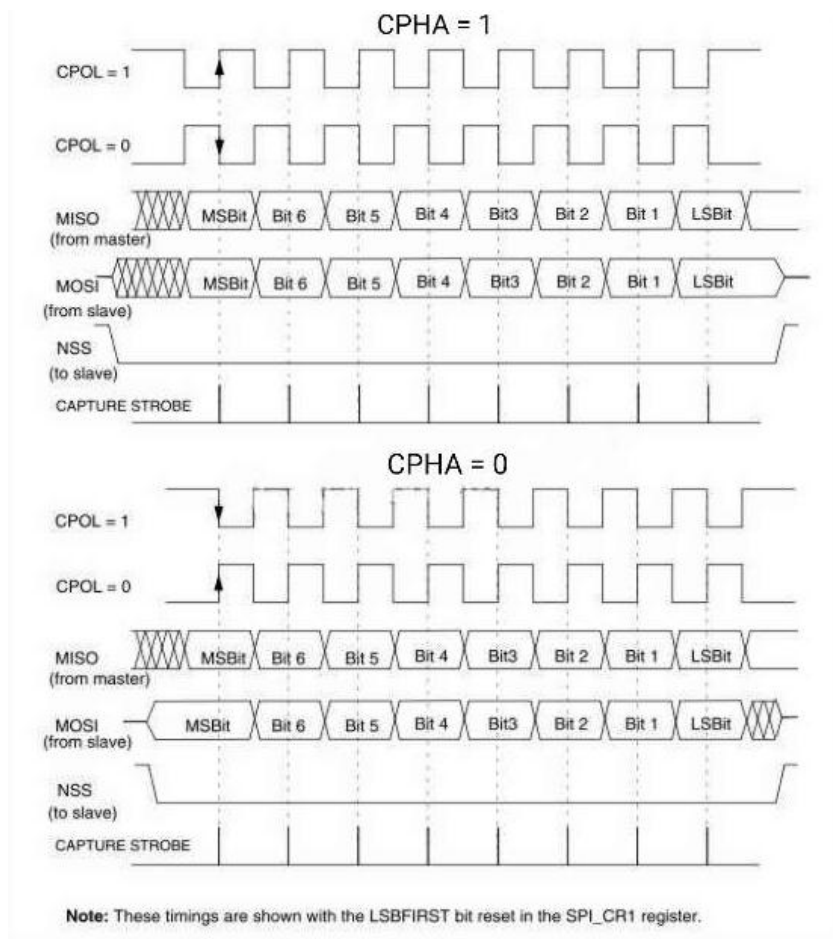 CPHA = 1
CPOL = 1
CPOL = 0
MISO MSBit Bit 6 Bit 5 Bit 4 Bit3 Bit 2 Bit 1 LSBit
(from master)
MOSI MSBit Bit 6 Bit 5 Bit 4 Bit3 Bit 2 Bit 1 LSBit
(from slave)
NSS
(to slave)
CAPTURE STROBE
CPHA = 0
CPOL = 1
CPOL = 0
MISO MSBit Bit 6 Bit 5 Bit 4 Bit3 Bit 2 Bit 1 LSBit
(from master)
MOSI MSBit Bit 6 Bit 5 Bit 4 Bit3 Bit 2 Bit 1 LSBit
(from slave)
NSS
(to slave)
CAPTURE STROBE
Note: These timings are shown with the LSBFIRST bit reset in the SPI_CR1 register.